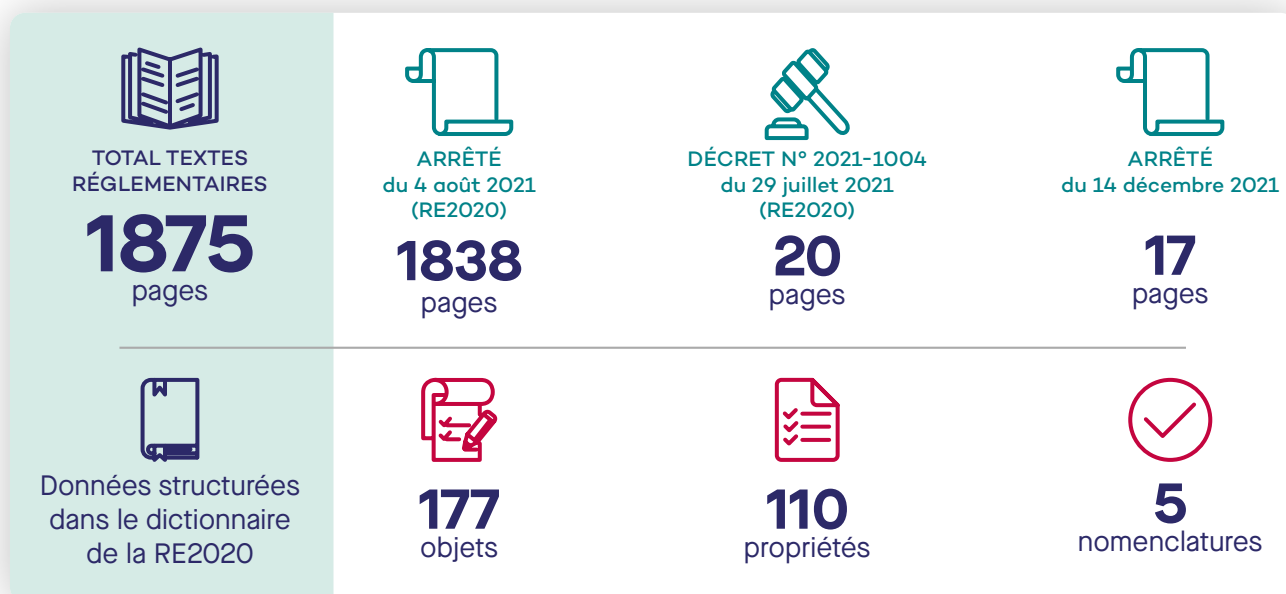 TOTAL TEXTES
RÉGLEMENTAIRES
1875
pages
ARRÊTÉ
du 4 août 2021
(RE2020)
1838
pages
DÉCRET N° 2021-1004
du 29 juillet 2021
(RE2020)
20
pages
ARRÊTÉ
du 14 décembre 2021
17
pages
Données structurées
dans le dictionnaire
de la RE2020
177
objets
110
propriétés
5
nomenclatures